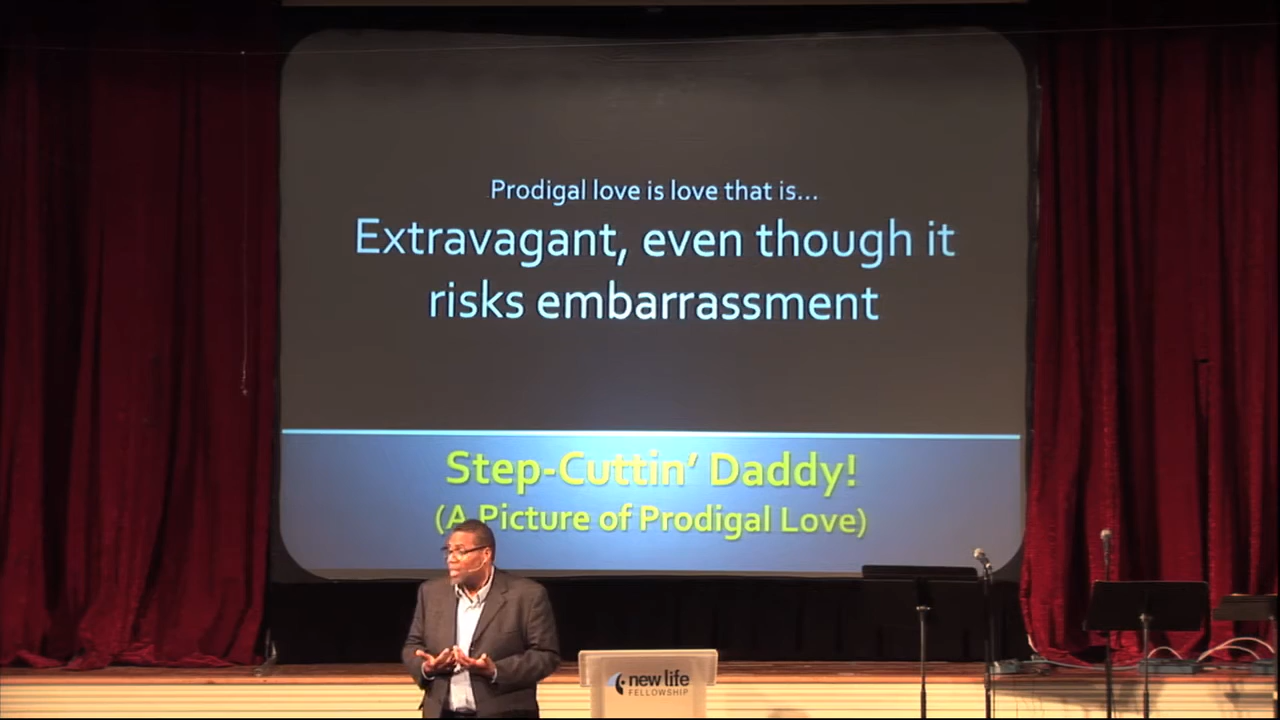 Prodigal love is love that is...
Extravagant, even though it
risks embarrassment
Step-Cuttin' Daddy!
(A Picture of Prodigal Love)
new life
FELLOWSHIP